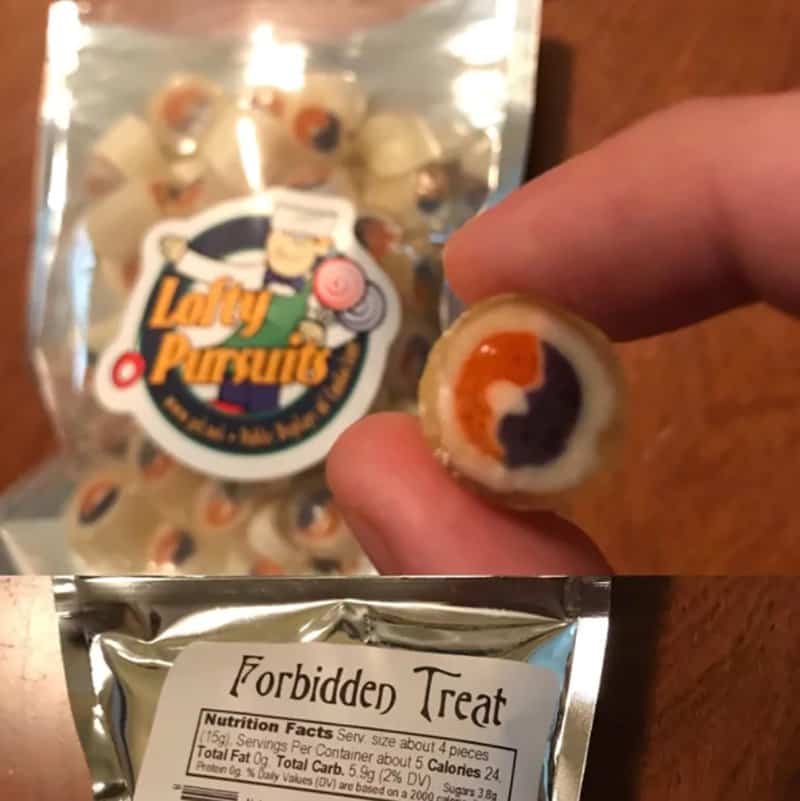 Lofty
Pursuits
Forbidden Treat
Nutrition Facts Serv. size about 4 pieces
(15g), Servings Per Container about 5 Calories 24,
Total Fat 0g, Total Carb. 5.9g (2% DV) Sugars 3.8g
Protein 0g. % Daily Values (DV) are based on a 2000